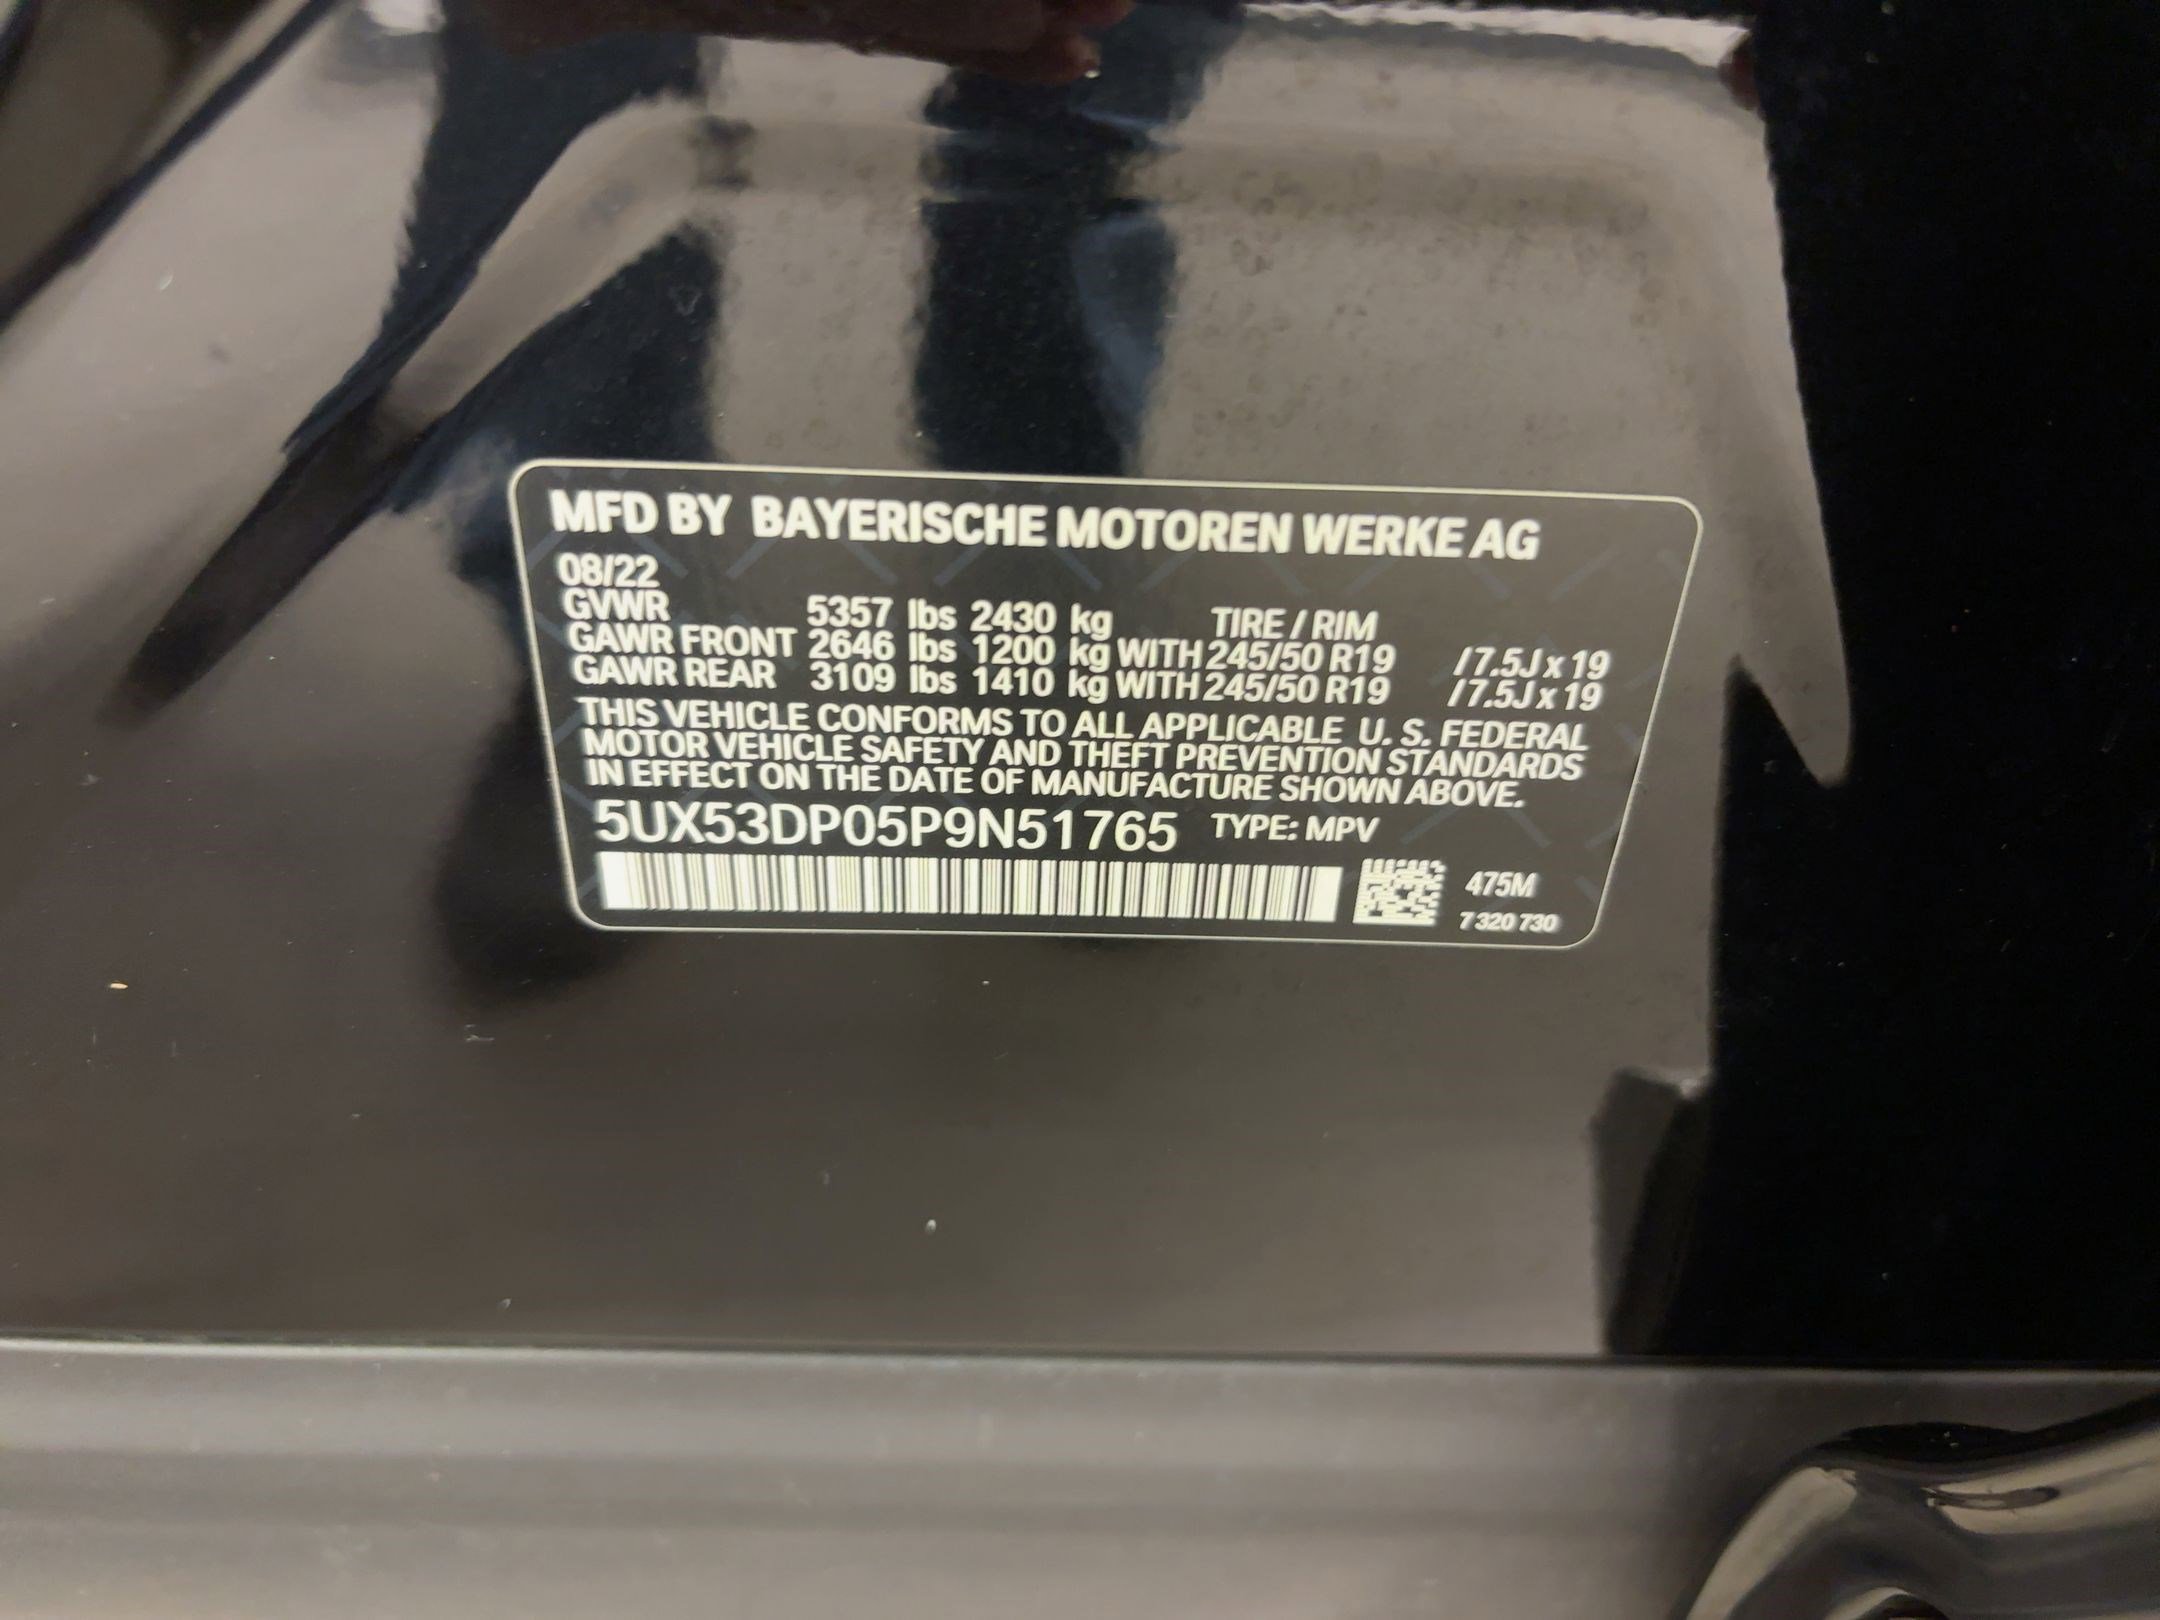 MFD BY BAYERISCHE MOTOREN WERKE AG
08/22
GVWR 5357 lbs 2430 kg TIRE / RIM
GAWR FRONT 2646 lbs 1200 kg WITH 245/50 R19 / 7.5J x 19
GAWR REAR 3109 lbs 1410 kg WITH 245/50 R19 / 7.5J x 19
THIS VEHICLE CONFORMS TO ALL APPLICABLE U. S. FEDERAL
MOTOR VEHICLE SAFETY AND THEFT PREVENTION STANDARDS
IN EFFECT ON THE DATE OF MANUFACTURE SHOWN ABOVE.
5UX53DP05P9N51765 TYPE: MPV
475M
7 320 730